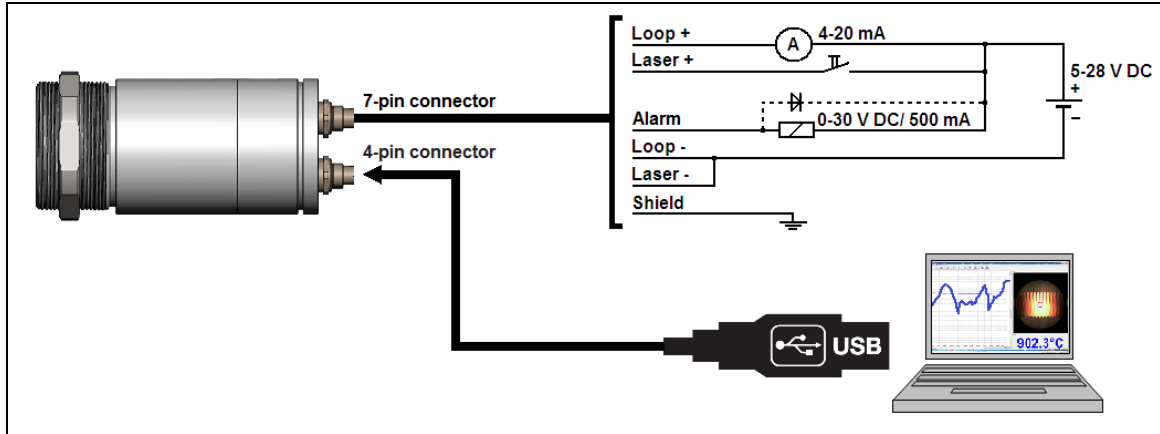 Loop +
4-20 mA
A
Laser +
5-28 V DC
+
−
7-pin connector
Alarm
0-30 V DC/ 500 mA
4-pin connector
Loop -
Laser -
Shield
USB
902.3°C